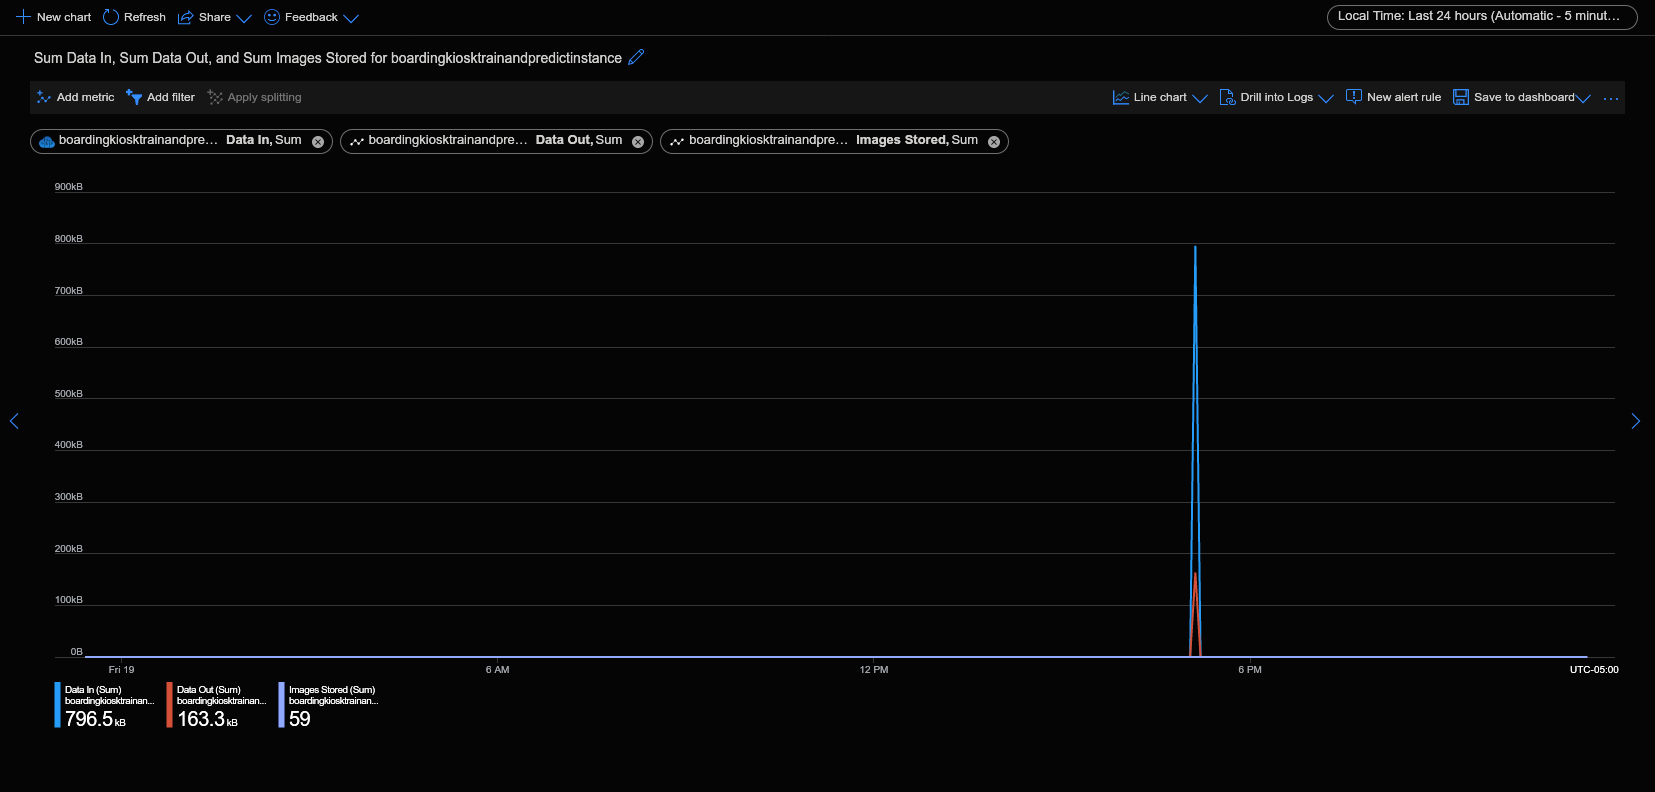 New chart Refresh Share Feedback Local Time: Last 24 hours (Automatic - 5 minut...
Sum Data In, Sum Data Out, and Sum Images Stored for boardingkiosktrainandpredictinstance
Add metric Add filter Apply splitting Line chart Drill into Logs New alert rule Save to dashboard ...
boardingkiosktrainandpre... Data In, Sum boardingkiosktrainandpre... Data Out, Sum boardingkiosktrainandpre... Images Stored, Sum
900kB
800kB
700kB
600kB
500kB
400kB
300kB
200kB
100kB
0B
Fri 19 6 AM 12 PM 6 PM UTC-05:00
Data In (Sum) Data Out (Sum) Images Stored (Sum)
boardingkiosktrainan... boardingkiosktrainan... boardingkiosktrainan...
796.5 kB 163.3 kB 59